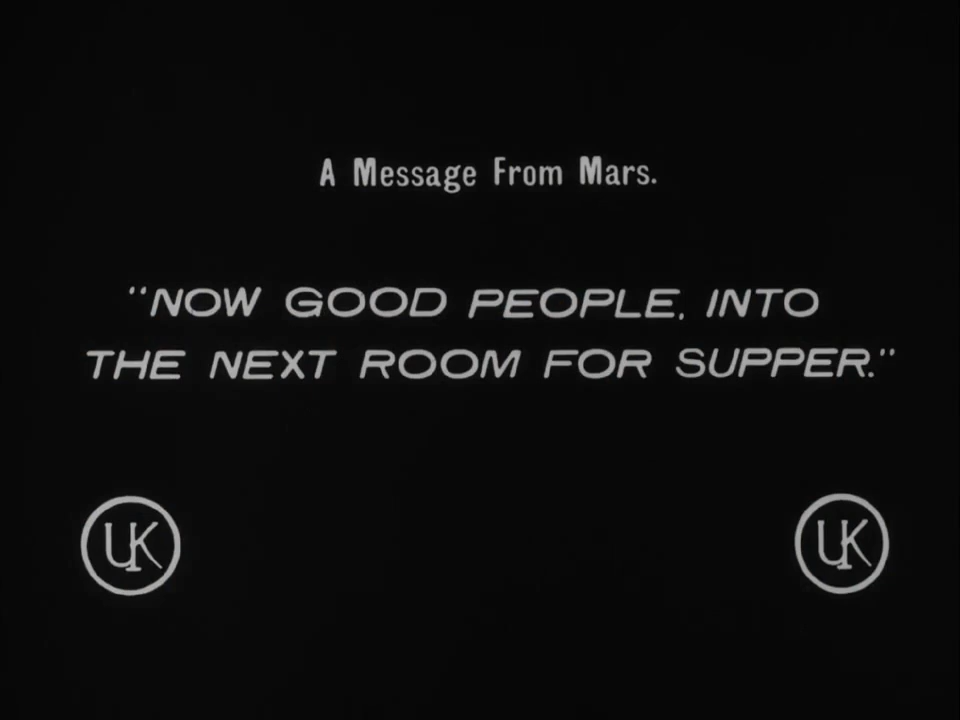 A Message From Mars.
"NOW GOOD PEOPLE, INTO
THE NEXT ROOM FOR SUPPER."
UK UK